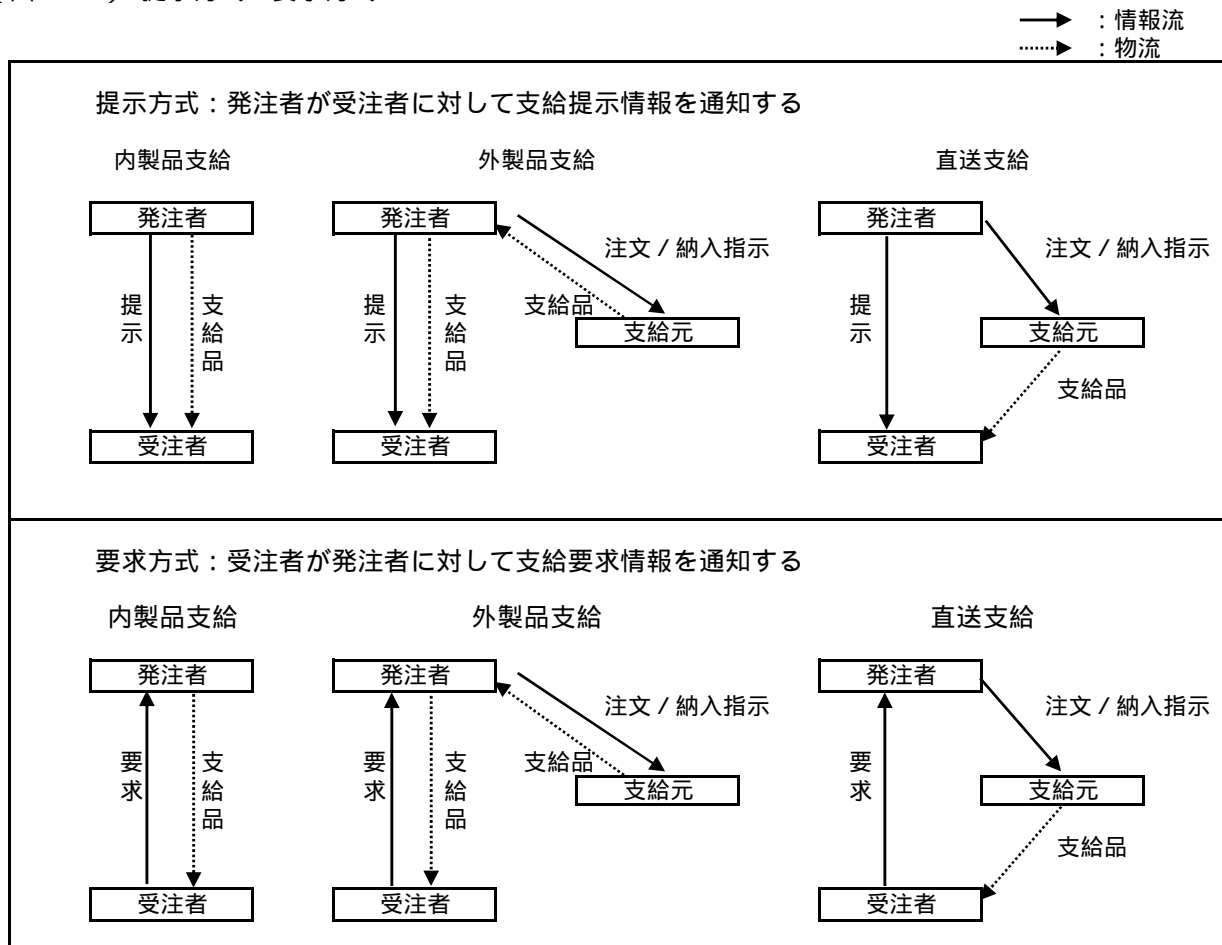 ：情報流
：物流
提示方式：発注者が受注者に対して支給提示情報を通知する
内製品支給
外製品支給
直送支給
発注者
発注者
発注者
注文 / 納入指示
注文 / 納入指示
提示
支給品
提示
支給品
支給品
提示
支給元
支給元
支給品
受注者
受注者
受注者
要求方式：受注者が発注者に対して支給要求情報を通知する
内製品支給
外製品支給
直送支給
発注者
発注者
発注者
注文 / 納入指示
注文 / 納入指示
要求
支給品
要求
支給品
支給品
要求
支給元
支給元
支給品
受注者
受注者
受注者